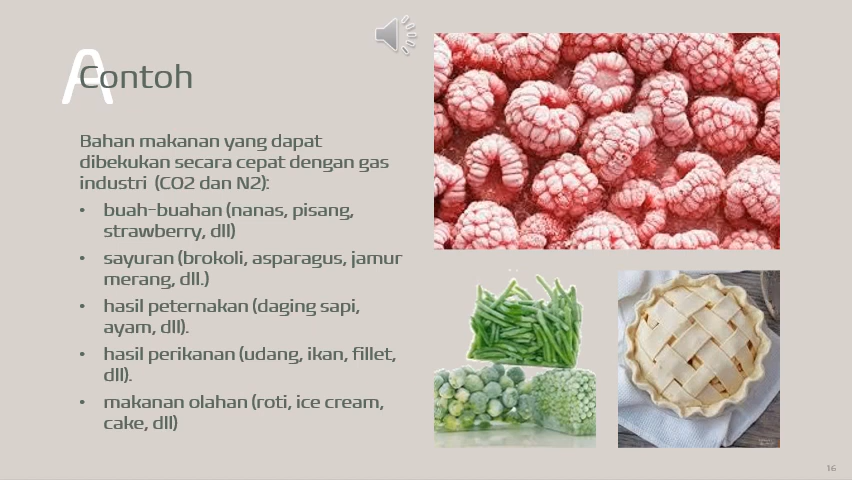 A
Contoh
Bahan makanan yang dapat
dibekukan secara cepat dengan gas
industri (CO2 dan N2):
• buah-buahan (nanas, pisang,
strawberry, dll)
• sayuran (brokoli, asparagus, jamur
merang, dll.)
• hasil peternakan (daging sapi,
ayam, dll).
• hasil perikanan (udang, ikan, fillet,
dll).
• makanan olahan (roti, ice cream,
cake, dll)
16